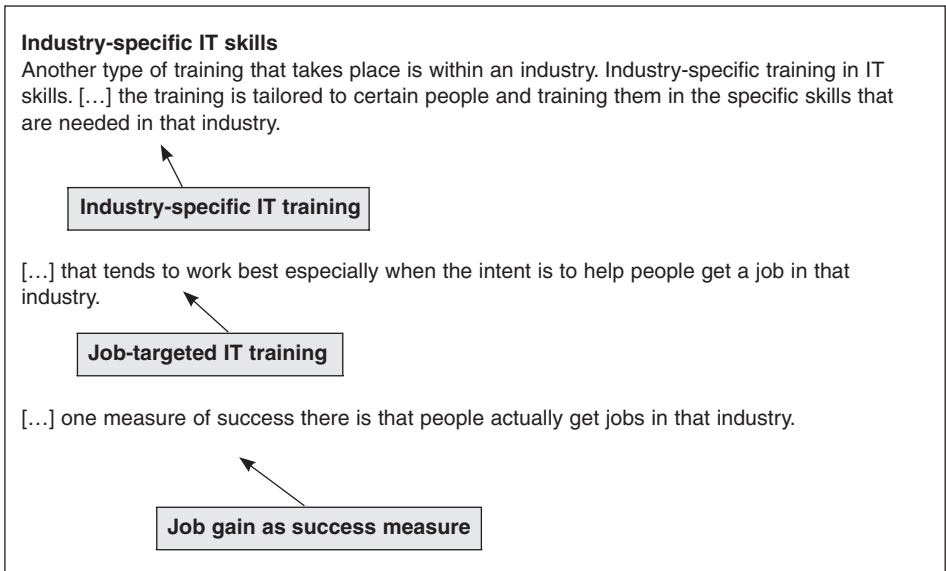 Industry-specific IT skills
Another type of training that takes place is within an industry. Industry-specific training in IT
skills. […] the training is tailored to certain people and training them in the specific skills that
are needed in that industry.
Industry-specific IT training
[…] that tends to work best especially when the intent is to help people get a job in that
industry.
Job-targeted IT training
[…] one measure of success there is that people actually get jobs in that industry.
Job gain as success measure